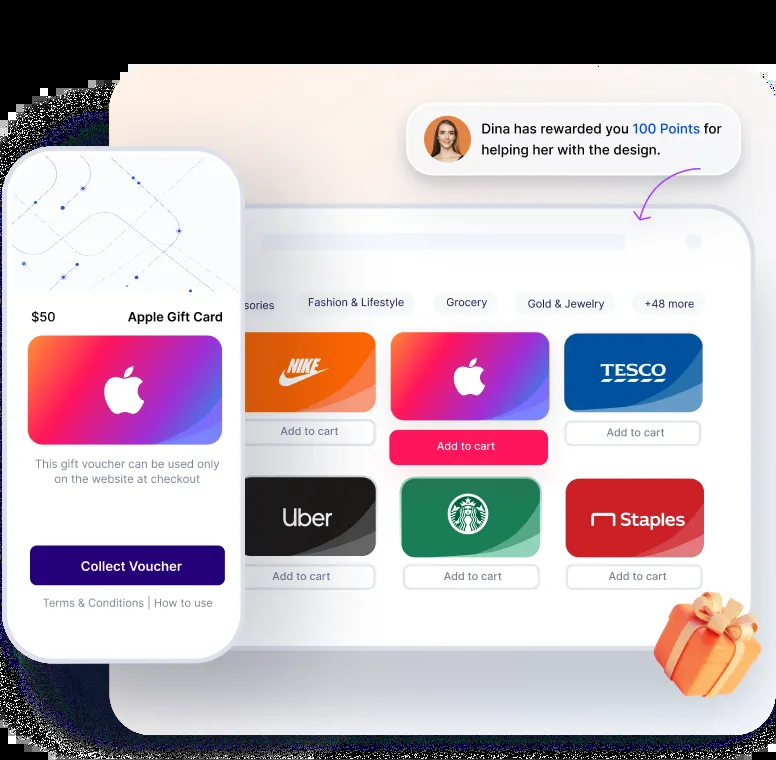 Dina has rewarded you 100 Points for
helping her with the design.
$50 Apple Gift Card
This gift voucher can be used only
on the website at checkout
Collect Voucher
Terms & Conditions | How to use
sories Fashion & Lifestyle Grocery Gold & Jewelry +48 more
NIKE TESCO
Add to cart Add to cart Add to cart
Uber Staples
Add to cart Add to cart Add to cart